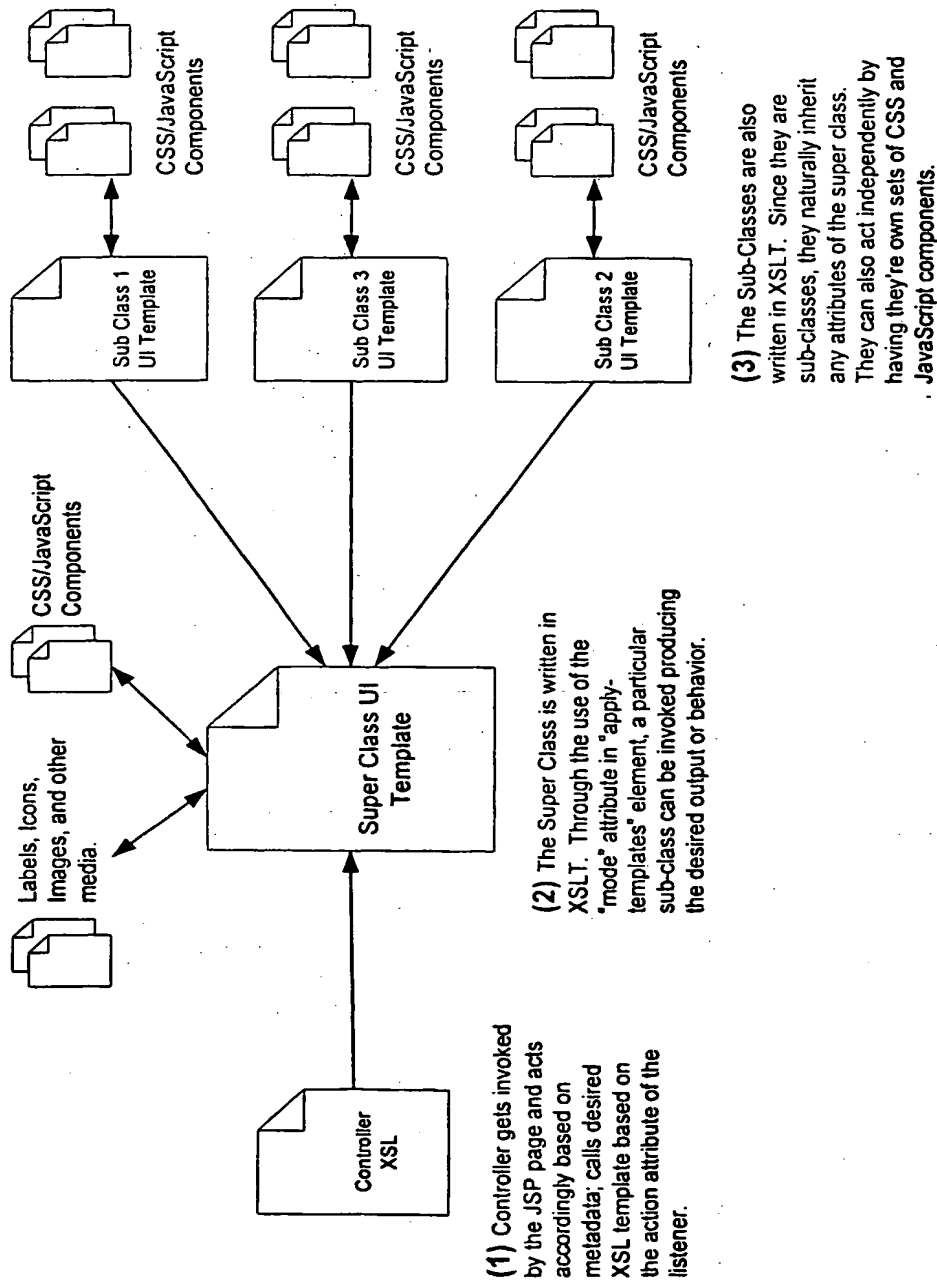 Labels, Icons,
Images, and other
media.
CSS/JavaScript
Components
Controller
XSL
Super Class UI
Template
Sub Class 1
UI Template
CSS/JavaScript
Components
Sub Class 3
UI Template
CSS/JavaScript
Components
Sub Class 2
UI Template
CSS/JavaScript
Components
(1) Controller gets invoked
by the JSP page and acts
accordingly based on
metadata; calls desired
XSL template based on
the action attribute of the
listener.
(2) The Super Class is written in
XSLT. Through the use of the
"mode" attribute in "apply-
templates" element, a particular
sub-class can be invoked producing
the desired output or behavior.
(3) The Sub-Classes are also
written in XSLT. Since they are
sub-classes, they naturally inherit
any attributes of the super class.
They can also act independently by
having they're own sets of CSS and
JavaScript components.